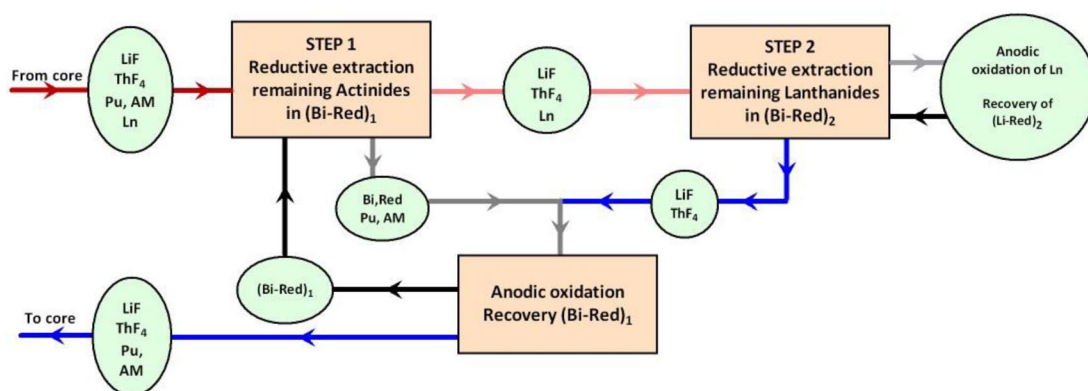 From core
LiF
ThF₄
Pu, AM
Ln
STEP 1
Reductive extraction
remaining Actinides
in (Bi-Red)₁
LiF
ThF₄
Ln
STEP 2
Reductive extraction
remaining Lanthanides
in (Bi-Red)₂
Anodic
oxidation of Ln
Recovery of
(Li-Red)₂
Bi,Red
Pu, AM
LiF
ThF₄
(Bi-Red)₁
Anodic oxidation
Recovery (Bi-Red)₁
To core
LiF
ThF₄
Pu,
AM